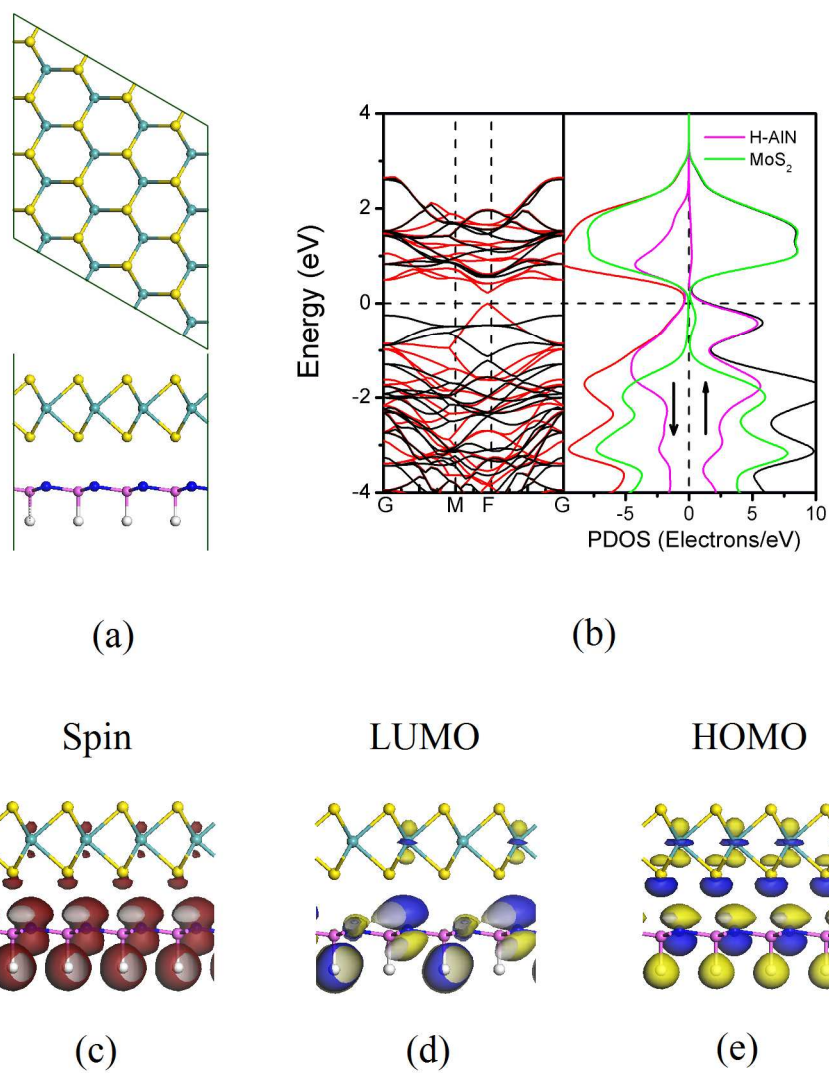 4
2
0
-2
-4
Energy (eV)
G
M
F
G
H-AlN
MoS2
-5
0
5
10
PDOS (Electrons/eV)
(a)
(b)
Spin
LUMO
HOMO
(c)
(d)
(e)